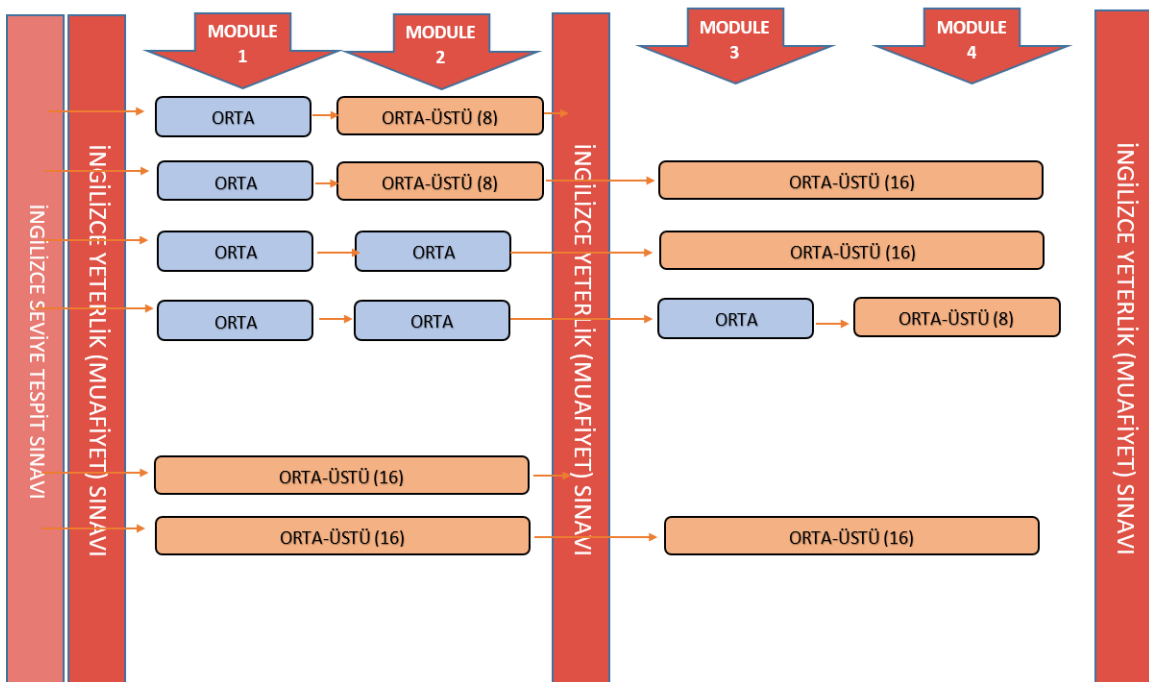 MODULE
1
MODULE
2
MODULE
3
MODULE
4
İNGİLİZCE SEVİYE TESPİT SINAVI
İNGİLİZCE YETERLİK (MUAFİYET) SINAVI
İNGİLİZCE YETERLİK (MUAFİYET) SINAVI
İNGİLİZCE YETERLİK (MUAFİYET) SINAVI
ORTA
ORTA-ÜSTÜ (8)
ORTA
ORTA-ÜSTÜ (8)
ORTA-ÜSTÜ (16)
ORTA
ORTA
ORTA-ÜSTÜ (16)
ORTA
ORTA
ORTA
ORTA-ÜSTÜ (8)
ORTA-ÜSTÜ (16)
ORTA-ÜSTÜ (16)
ORTA-ÜSTÜ (16)